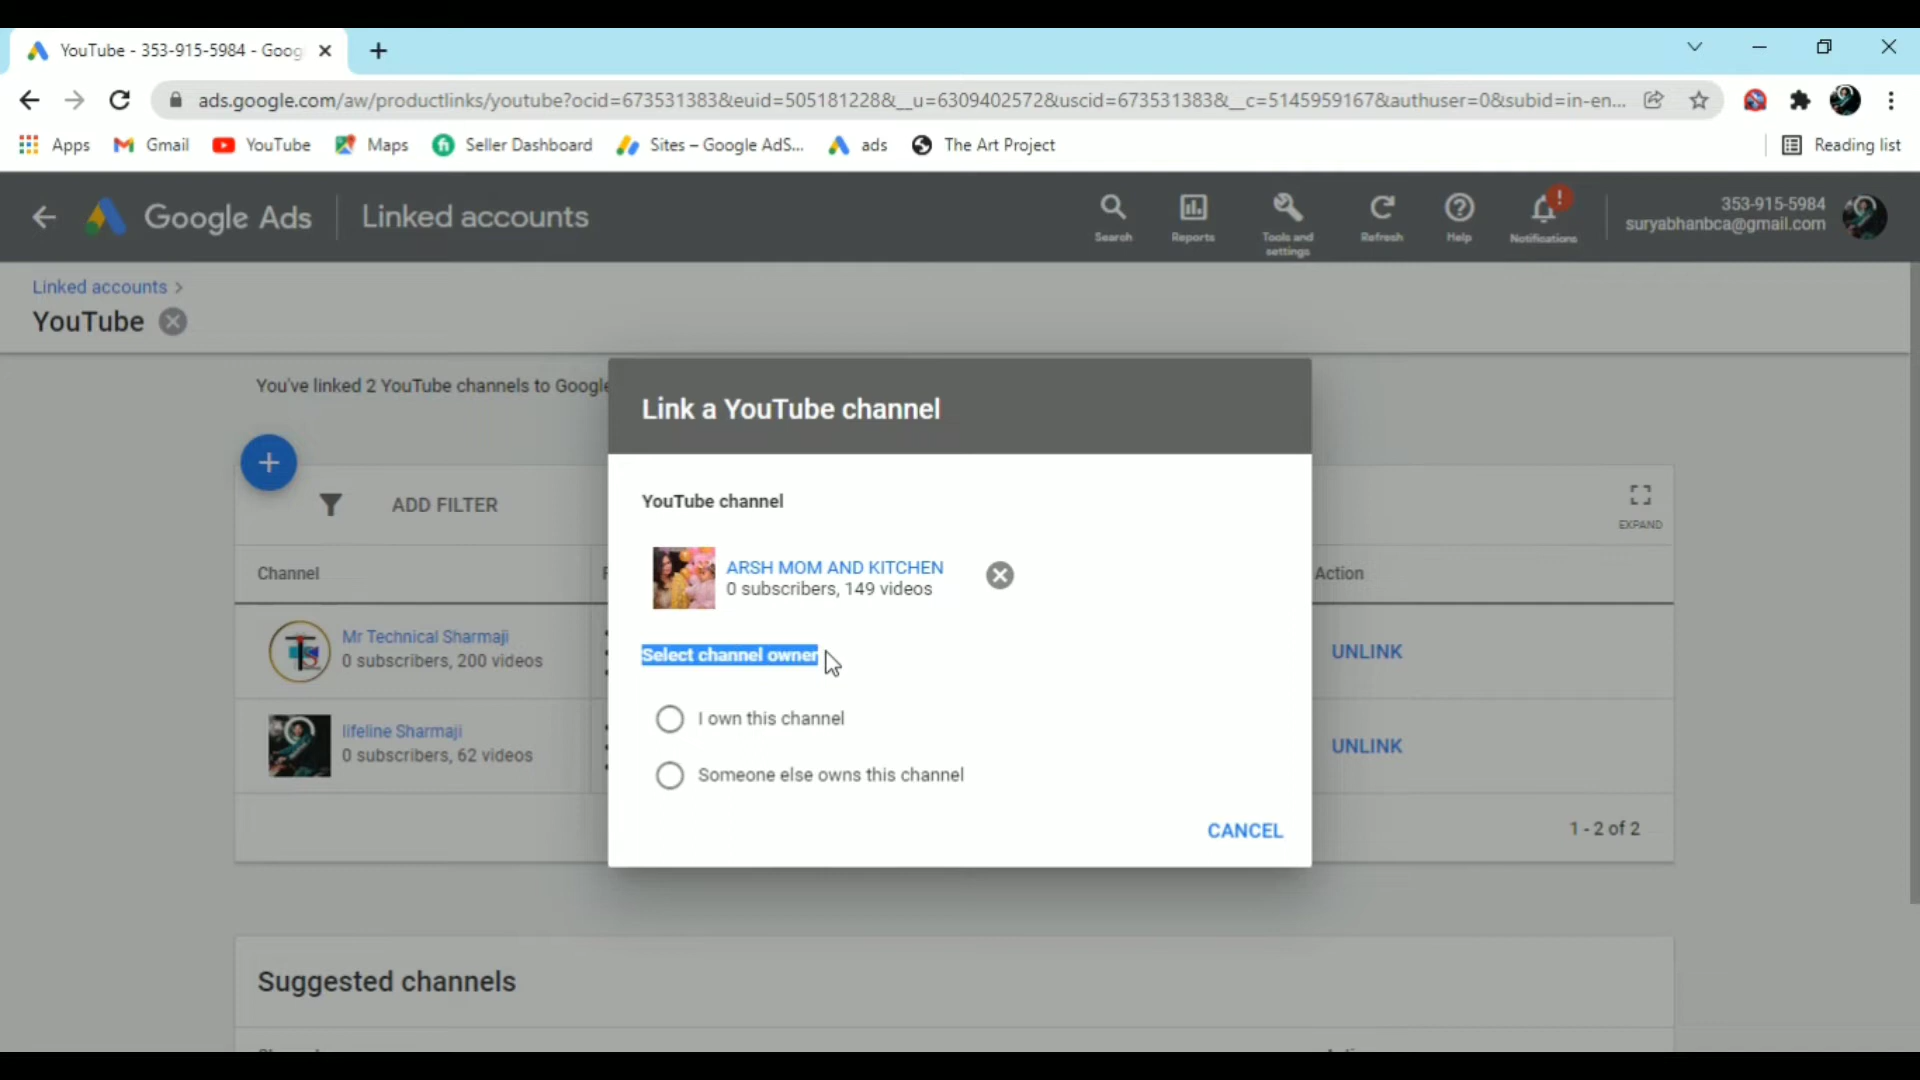 YouTube - 353-915-5984 - Goog
ads.google.com/aw/productlinks/youtube?ocid=673531383&euid=505181228&__u=6309402572&uscid=673531383&__c=5145959167&authuser=0&subid=in-en...
Apps Gmail YouTube Maps Seller Dashboard Sites – Google AdS... ads The Art Project Reading list
Google Ads Linked accounts
Search Reports Tools and settings Refresh Help Notifications
353-915-5984
suryabhanbca@gmail.com
Linked accounts >
YouTube
You've linked 2 YouTube channels to Google
ADD FILTER
EXPAND
Channel
Action
Mr Technical Sharmaji
0 subscribers, 200 videos
UNLINK
lifeline Sharmaji
0 subscribers, 62 videos
UNLINK
1 - 2 of 2
Link a YouTube channel
YouTube channel
ARSH MOM AND KITCHEN
0 subscribers, 149 videos
Select channel owner
I own this channel
Someone else owns this channel
CANCEL
Suggested channels